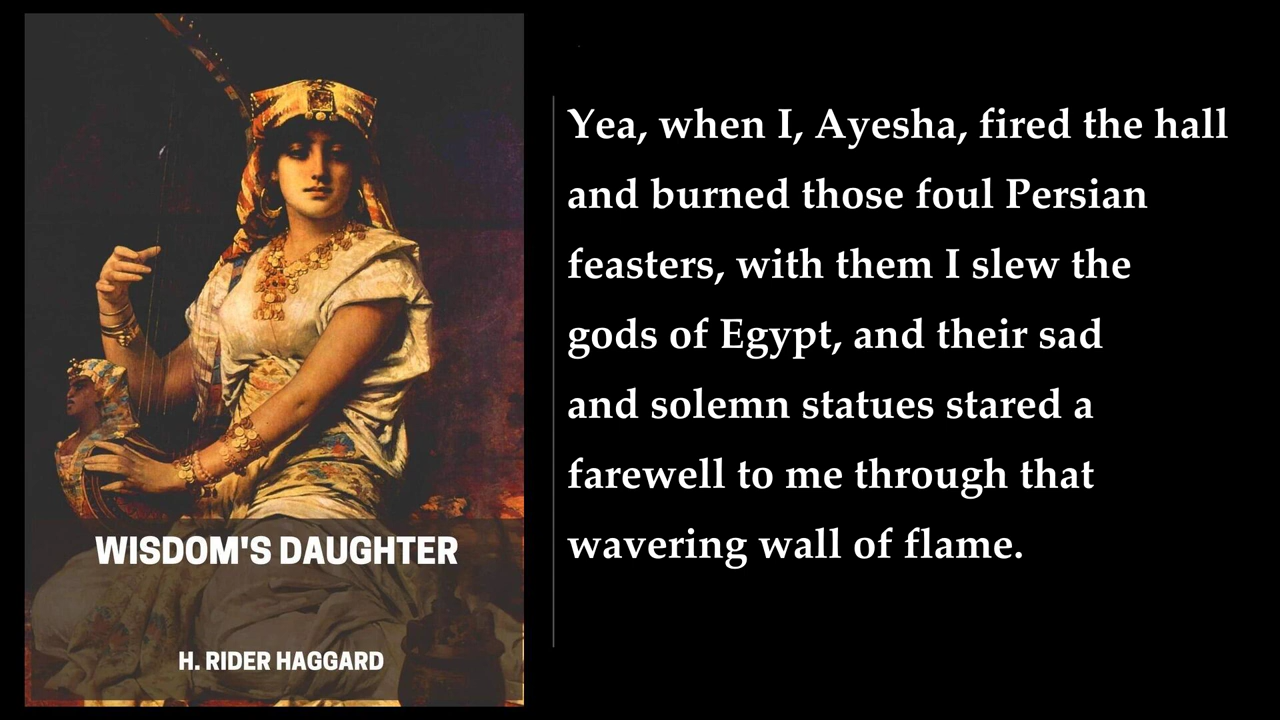 WISDOM'S DAUGHTER
H. RIDER HAGGARD
Yea, when I, Ayesha, fired the hall
and burned those foul Persian
feasters, with them I slew the
gods of Egypt, and their sad
and solemn statues stared a
farewell to me through that
wavering wall of flame.